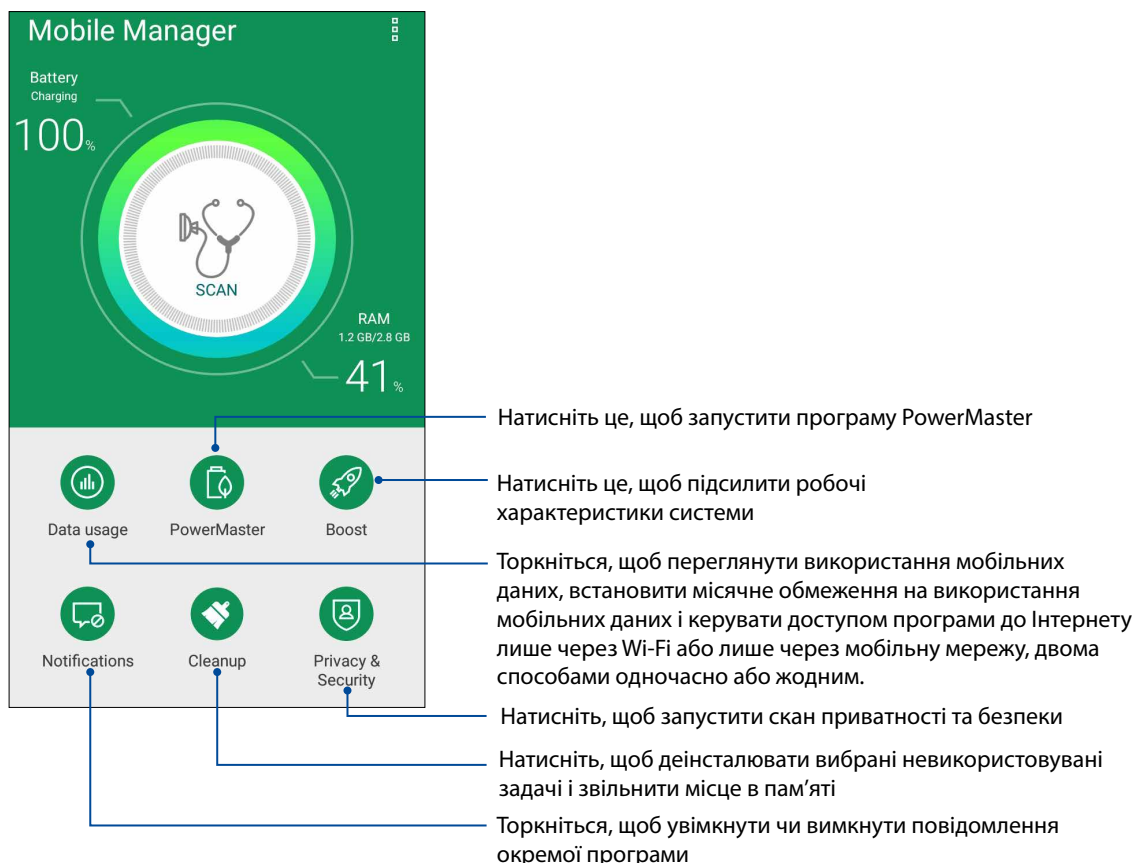 Mobile Manager
Battery
Charging
100%
SCAN
RAM
1.2 GB/2.8 GB
41%
Data usage
PowerMaster
Boost
Notifications
Cleanup
Privacy &
Security
Натисніть це, щоб запустити програму PowerMaster
Натисніть це, щоб підсилити робочі
характеристики системи
Торкніться, щоб переглянути використання мобільних
даних, встановити місячне обмеження на використання
мобільних даних і керувати доступом програми до Інтернету
лише через Wi-Fi або лише через мобільну мережу, двома
способами одночасно або жодним.
Натисніть, щоб запустити скан приватності та безпеки
Натисніть, щоб деінсталювати вибрані невикористовувані
задачі і звільнити місце в пам’яті
Торкніться, щоб увімкнути чи вимкнути повідомлення
окремої програми